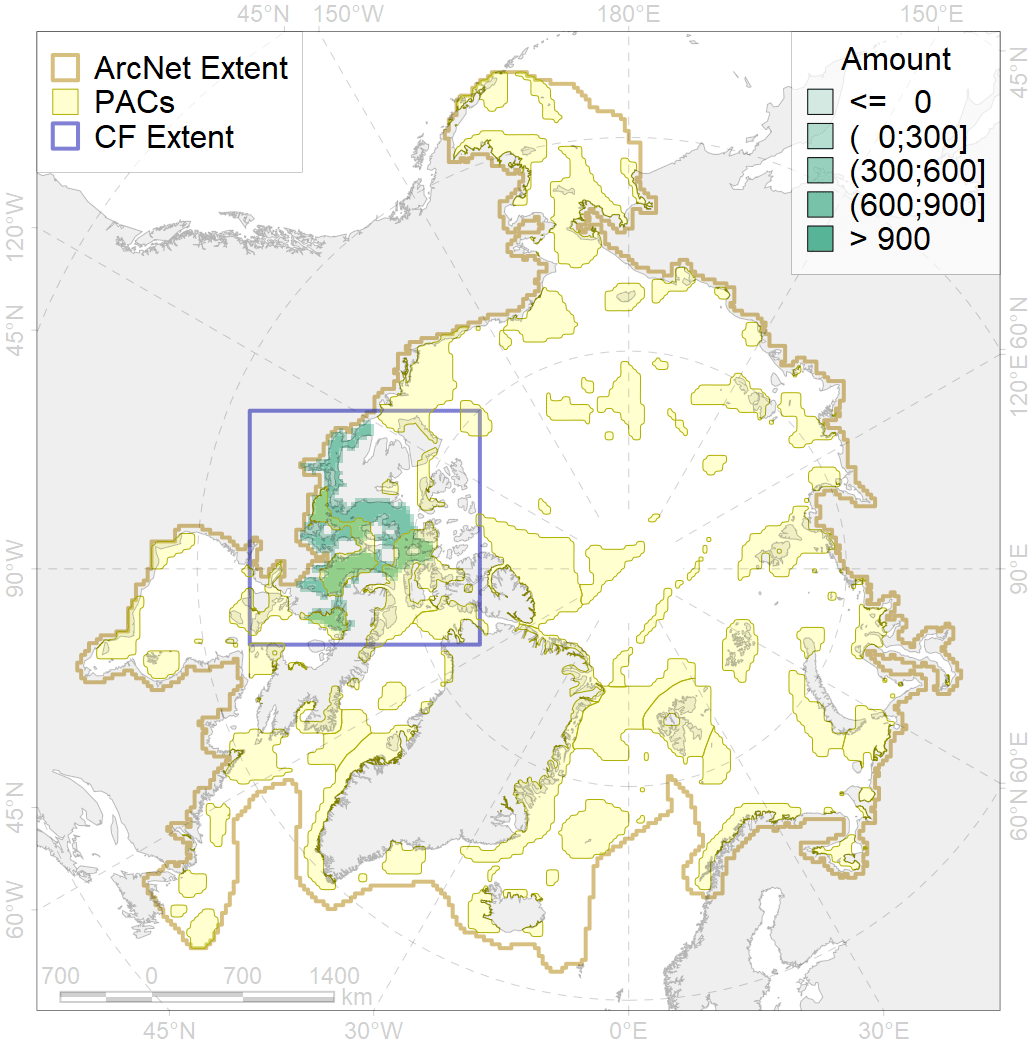 45°N 150°W 180°E 150°E
ArcNet Extent
PACs
CF Extent
Amount
<= 0
( 0;300]
(300;600]
(600;900]
> 900
45°N
120°W
45°N
60°N
120°E
90°W
90°E
60°E
45°N
60°N
60°W
700 0 700 1400
km
45°N 30°W 0°E 30°E